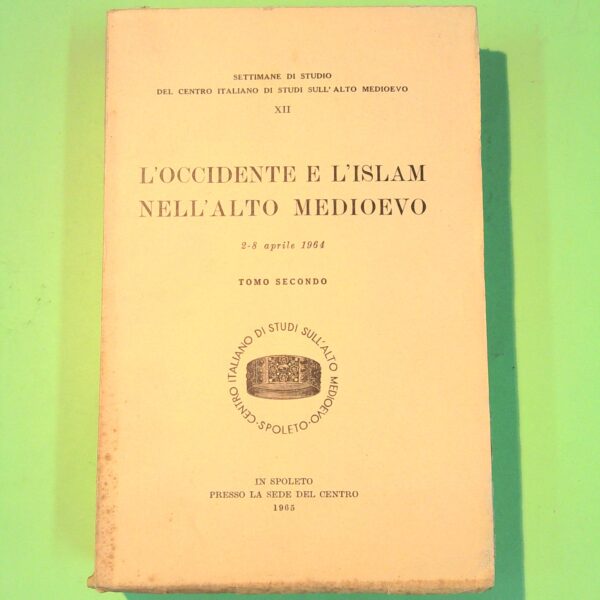 SETTIMANE DI STUDIO
DEL CENTRO ITALIANO DI STUDI SULL'ALTO MEDIOEVO
XII
L'OCCIDENTE E L'ISLAM
NELL'ALTO MEDIOEVO
2-8 aprile 1964
TOMO SECONDO
CENTRO ITALIANO DI STUDI SULL'ALTO MEDIOEVO · SPOLETO ·
IN SPOLETO
PRESSO LA SEDE DEL CENTRO
1965